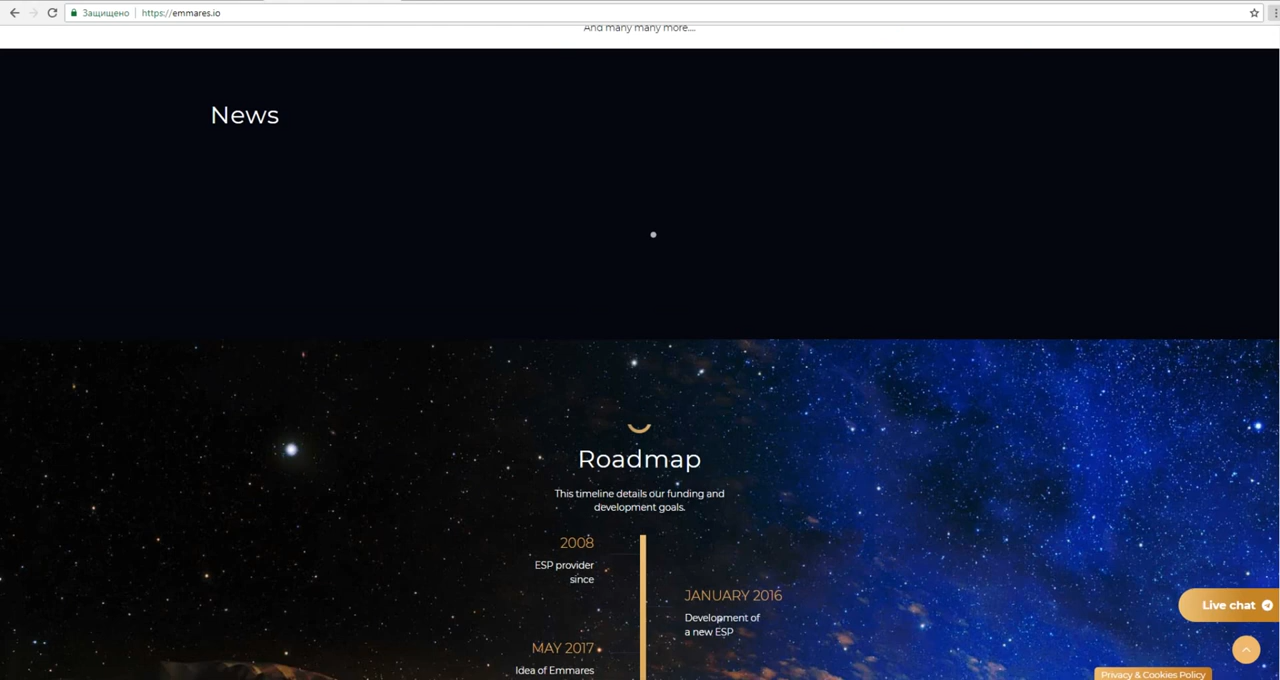 Защищено
https://emmares.io
And many many more....
News
Roadmap
This timeline details our funding and
development goals.
2008
ESP provider
since
JANUARY 2016
Development of
a new ESP
MAY 2017
Idea of Emmares
Live chat
Privacy & Cookies Policy